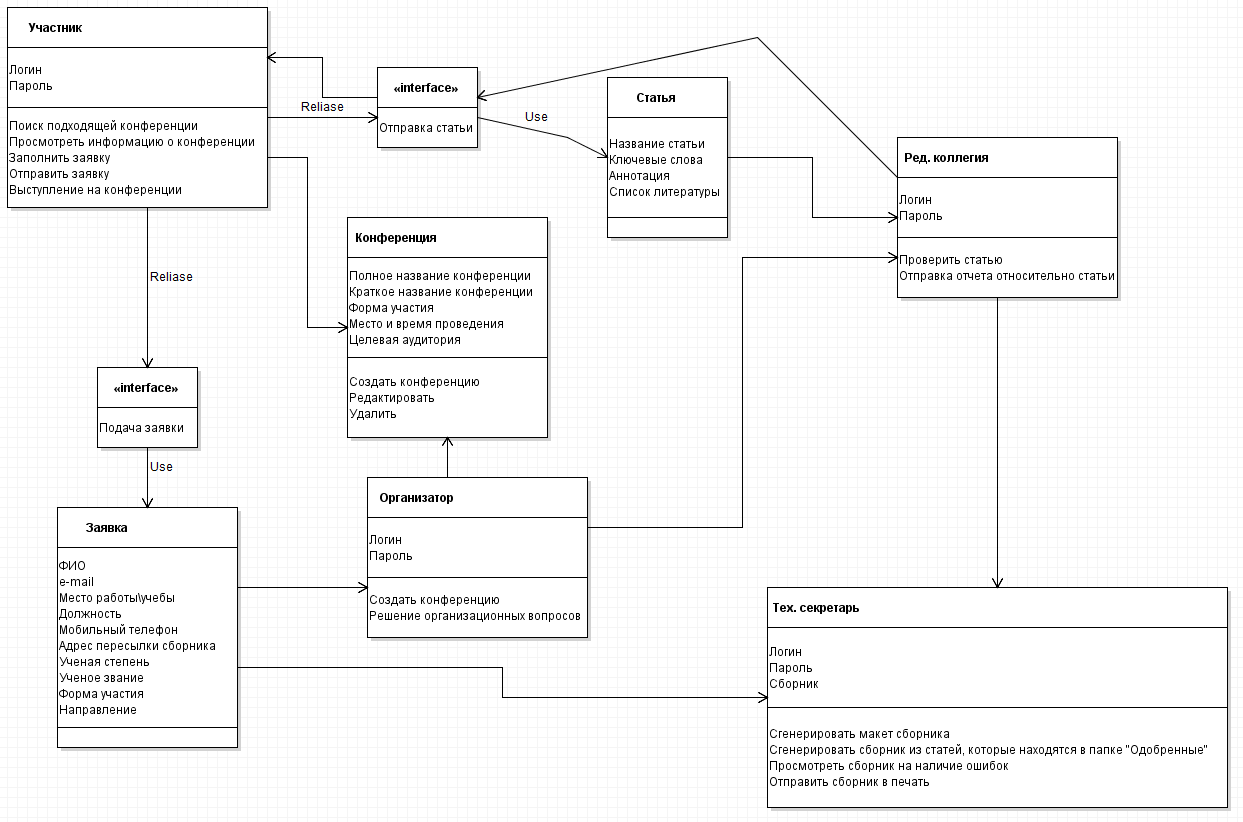 Участник
Логин
Пароль
Поиск подходящей конференции
Просмотреть информацию о конференции
Заполнить заявку
Отправить заявку
Выступление на конференции
Reliase
«interface»
Отправка статьи
Use
Статья
Название статьи
Ключевые слова
Аннотация
Список литературы
Ред. коллегия
Логин
Пароль
Проверить статью
Отправка отчета относительно статьи
Конференция
Полное название конференции
Краткое название конференции
Форма участия
Место и время проведения
Целевая аудитория
Создать конференцию
Редактировать
Удалить
Reliase
«interface»
Подача заявки
Use
Заявка
ФИО
e-mail
Место работы\учебы
Должность
Мобильный телефон
Адрес пересылки сборника
Ученая степень
Ученое звание
Форма участия
Направление
Организатор
Логин
Пароль
Создать конференцию
Решение организационных вопросов
Тех. секретарь
Логин
Пароль
Сборник
Сгенерировать макет сборника
Сгенерировать сборник из статей, которые находятся в папке "Одобренные"
Просмотреть сборник на наличие ошибок
Отправить сборник в печать